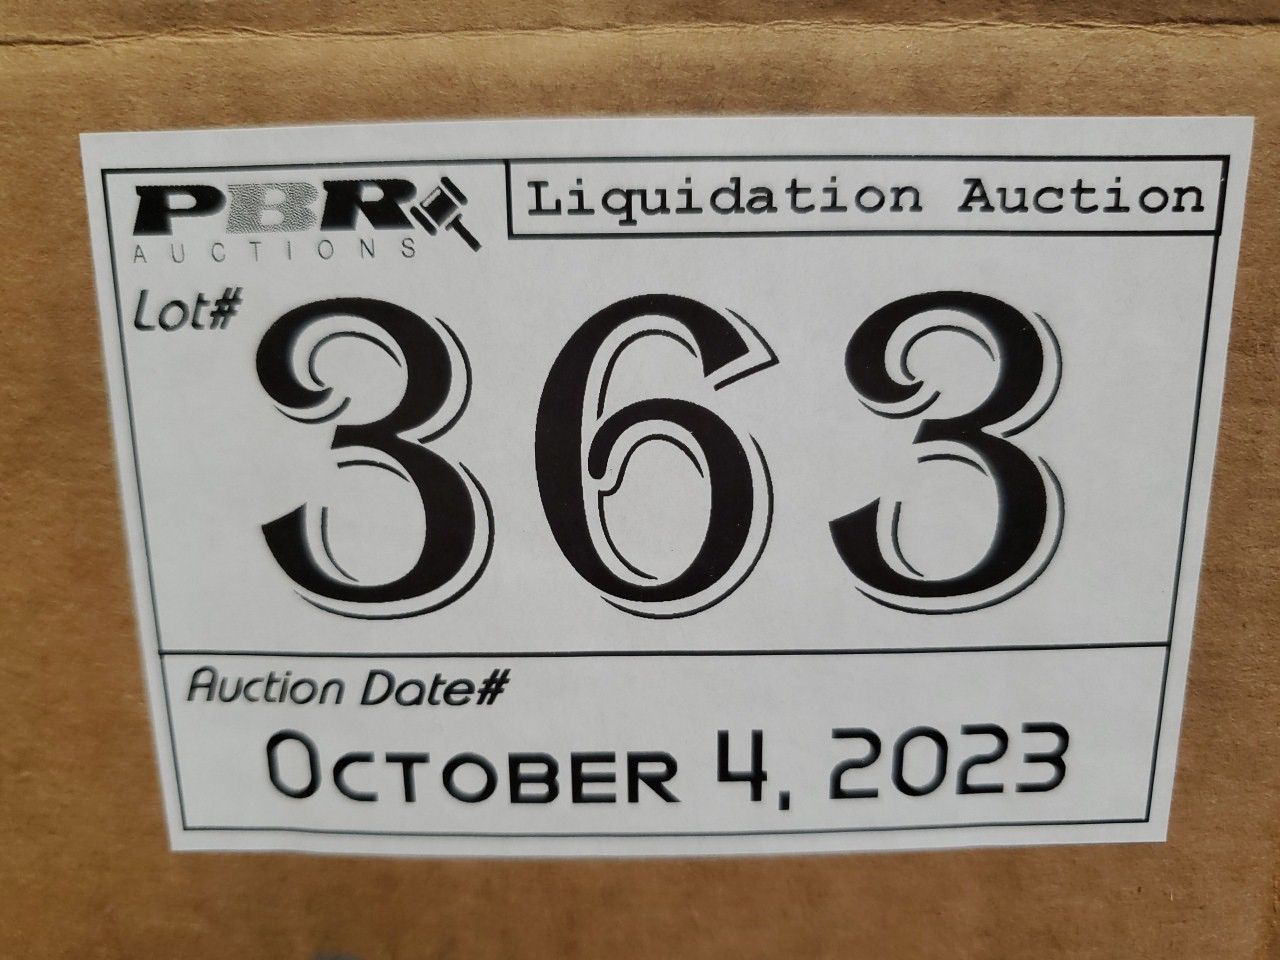 PBR
AUCTIONS
Liquidation Auction
Lot#
363
Auction Date#
October 4, 2023